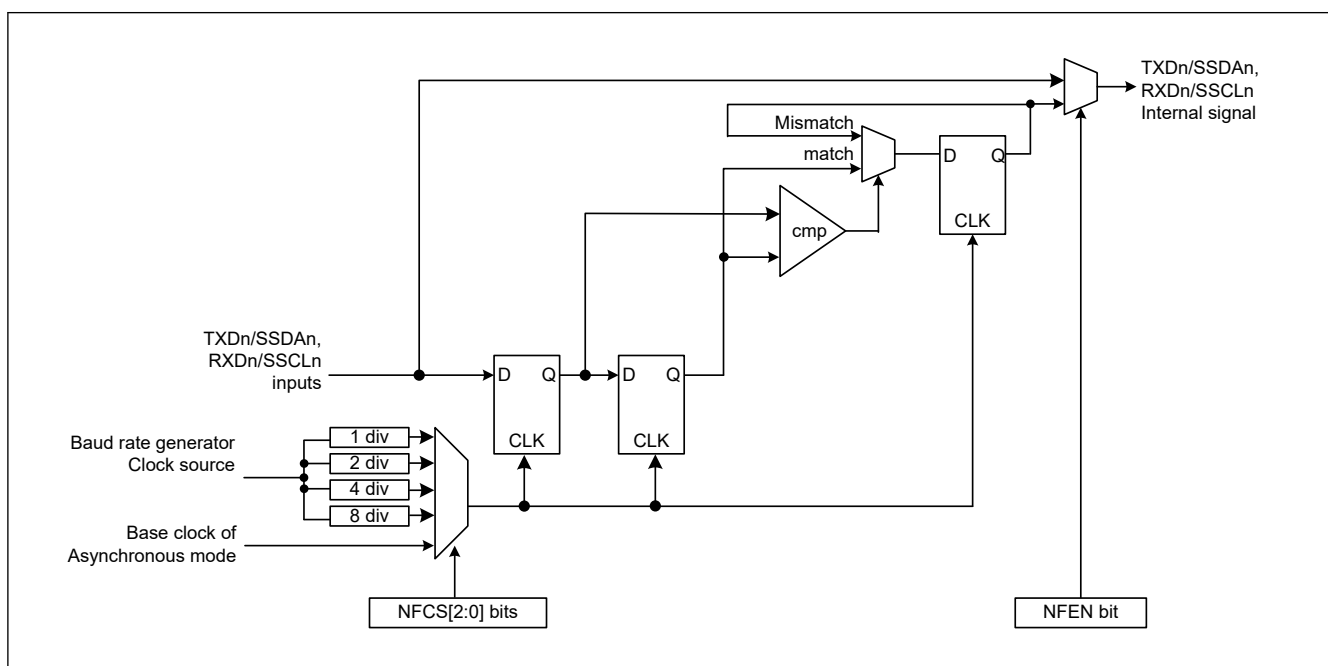 TXDn/SSDAn,
RXDn/SSCLn
Internal signal
Mismatch
match
D
Q
CLK
cmp
TXDn/SSDAn,
RXDn/SSCLn
inputs
D
Q
CLK
D
Q
CLK
Baud rate generator
Clock source
1 div
2 div
4 div
8 div
Base clock of
Asynchronous mode
NFCS[2:0] bits
NFEN bit